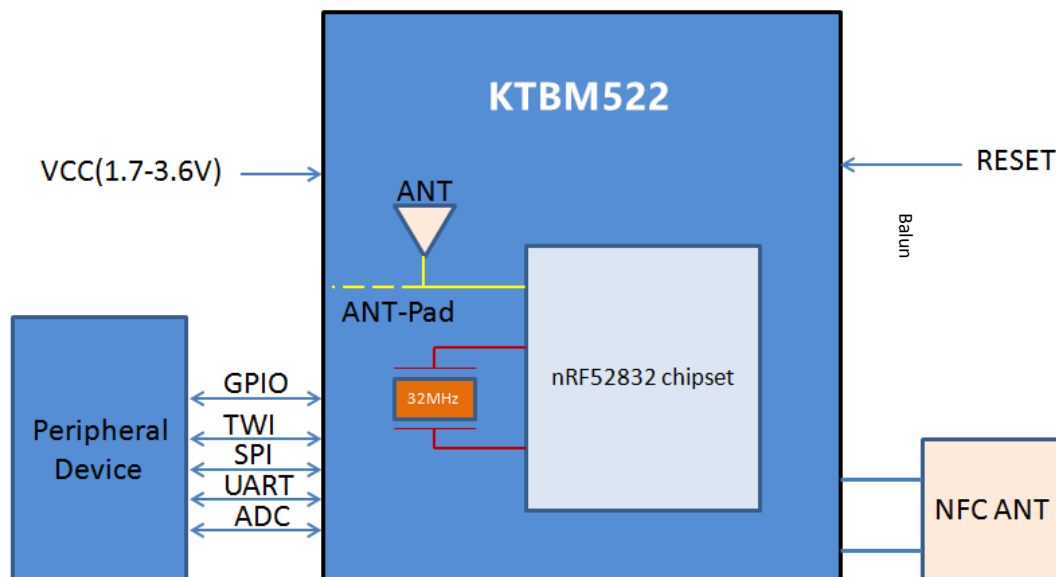 KTBM522
VCC(1.7-3.6V)
RESET
ANT
Balun
ANT-Pad
nRF52832 chipset
32MHz
GPIO
TWI
SPI
UART
ADC
Peripheral
Device
NFC ANT